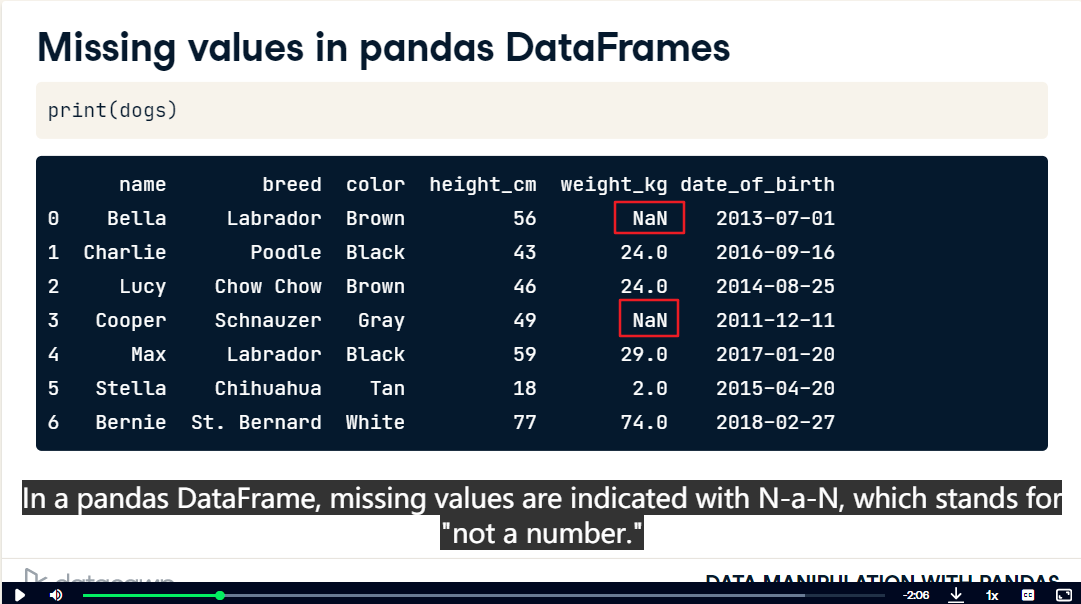 Missing values in pandas DataFrames
print(dogs)
name breed color height_cm weight_kg date_of_birth
0 Bella Labrador Brown 56 NaN 2013-07-01
1 Charlie Poodle Black 43 24.0 2016-09-16
2 Lucy Chow Chow Brown 46 24.0 2014-08-25
3 Cooper Schnauzer Gray 49 NaN 2011-12-11
4 Max Labrador Black 59 29.0 2017-01-20
5 Stella Chihuahua Tan 18 2.0 2015-04-20
6 Bernie St. Bernard White 77 74.0 2018-02-27
In a pandas DataFrame, missing values are indicated with N-a-N, which stands for
"not a number."
datacamp DATA MANIPULATION WITH PANDAS
-2:06 1x CC